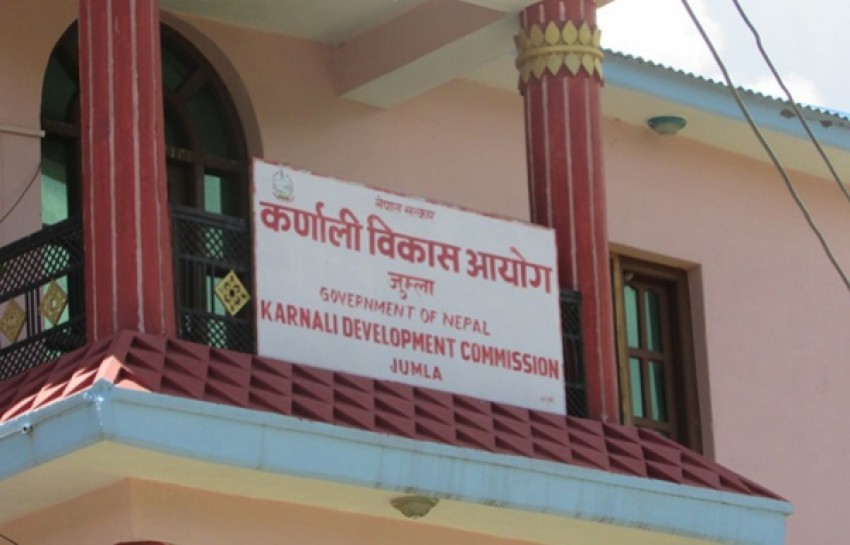 नेपाल सरकार
कर्णाली विकास आयोग
जुम्ला
GOVERNMENT OF NEPAL
KARNALI DEVELOPMENT COMMISSION
JUMLA